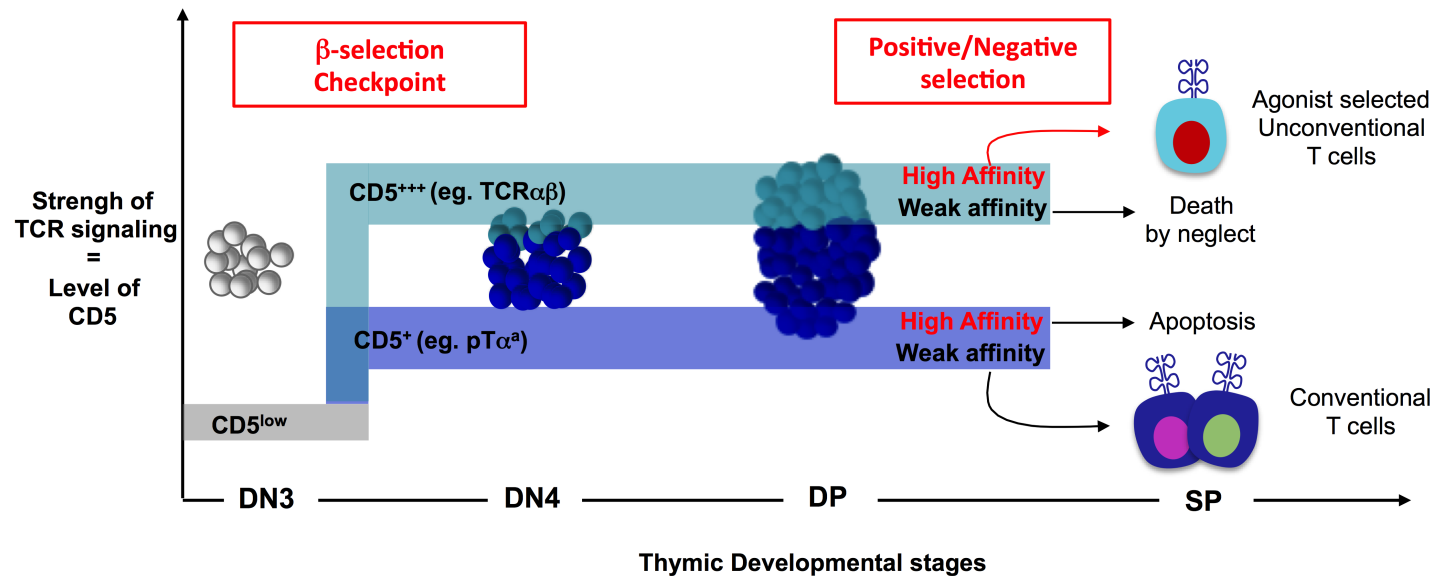 β-selection
Checkpoint
Positive/Negative
selection
Agonist selected
Unconventional
T cells
Strengh of
TCR signaling
=
Level of
CD5
CD5+++ (eg. TCRαβ)
High Affinity
Weak affinity
Death
by neglect
CD5+ (eg. pTαa)
High Affinity
Weak affinity
Apoptosis
Conventional
T cells
CD5low
DN3
DN4
DP
SP
Thymic Developmental stages